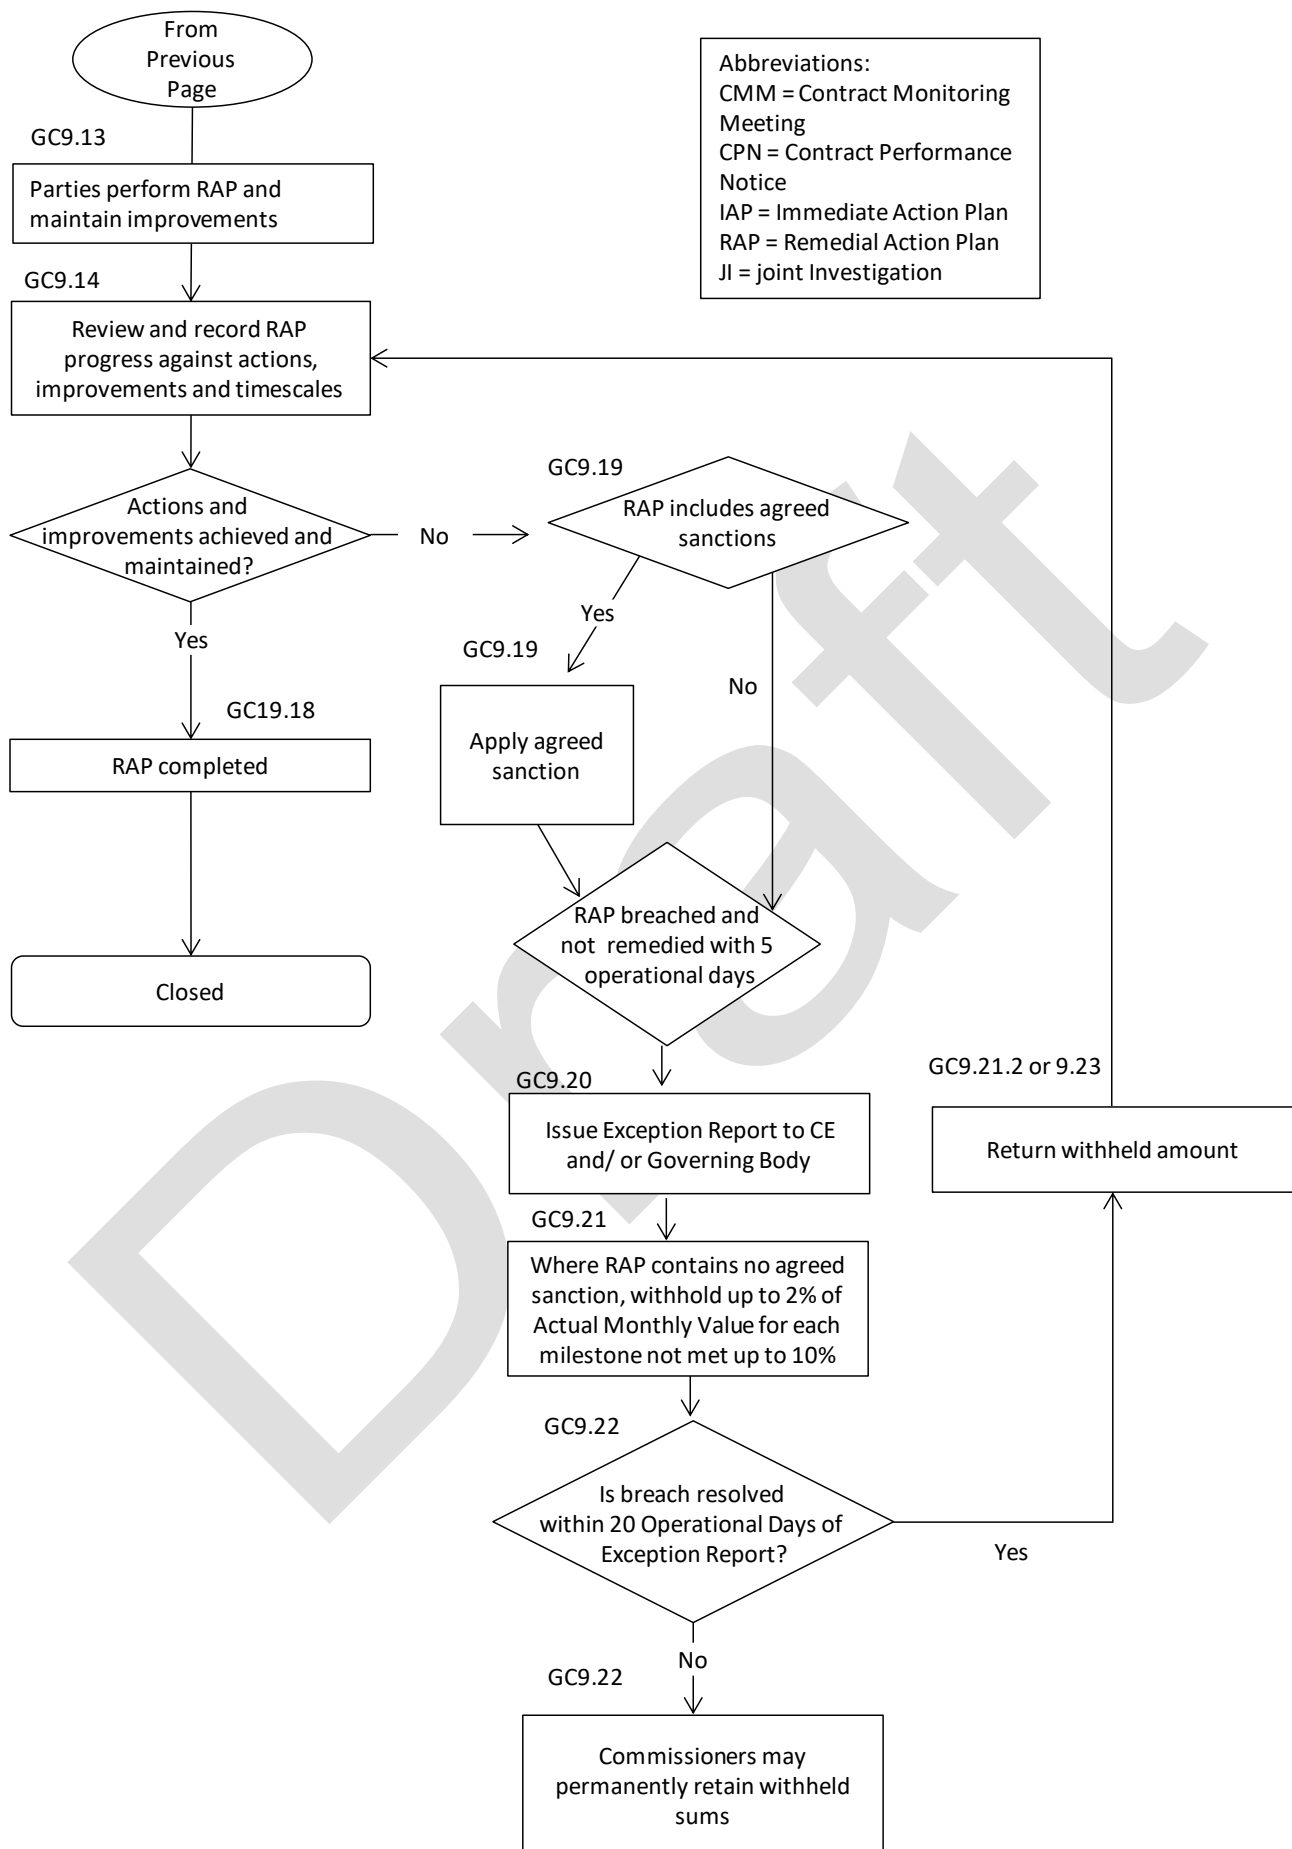 From
Previous
Page
Abbreviations:
CMM = Contract Monitoring
Meeting
CPN = Contract Performance
Notice
IAP = Immediate Action Plan
RAP = Remedial Action Plan
JI = joint Investigation
GC9.13
Parties perform RAP and
maintain improvements
GC9.14
Review and record RAP
progress against actions,
improvements and timescales
Actions and
improvements achieved and
maintained?
No
GC9.19
RAP includes agreed
sanctions
Yes
Yes
No
GC9.19
GC19.18
RAP completed
Apply agreed
sanction
Closed
RAP breached and
not remedied with 5
operational days
GC9.20
Issue Exception Report to CE
and/ or Governing Body
GC9.21.2 or 9.23
Return withheld amount
GC9.21
Where RAP contains no agreed
sanction, withhold up to 2% of
Actual Monthly Value for each
milestone not met up to 10%
GC9.22
Is breach resolved
within 20 Operational Days of
Exception Report?
Yes
No
GC9.22
Commissioners may
permanently retain withheld
sums
Draft